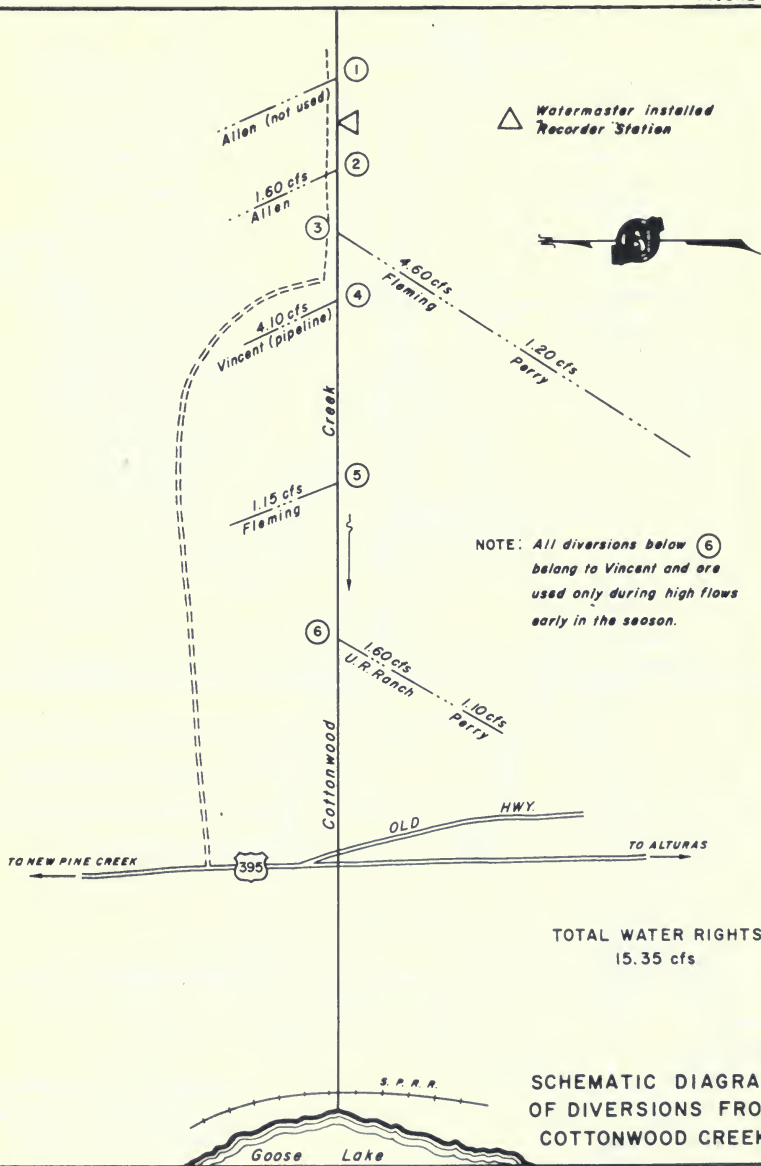 1
Allen (not used)
Watermaster installed
Recorder Station
2
1.60 cfs
Allen
3
4.60 cfs
Fleming
1.20 cfs
Perry
4
4.10 cfs
Vincent (pipeline)
Creek
5
1.15 cfs
Fleming
NOTE: All diversions below 6
belong to Vincent and are
used only during high flows
early in the season.
6
1.60 cfs
U.R. Ranch
1.10 cfs
Perry
Cottonwood
OLD HWY.
TO NEW PINE CREEK
395
TO ALTURAS
TOTAL WATER RIGHTS
15.35 cfs
S. P. R. R.
SCHEMATIC DIAGRA
OF DIVERSIONS FRO
COTTONWOOD CREEK
Goose Lake